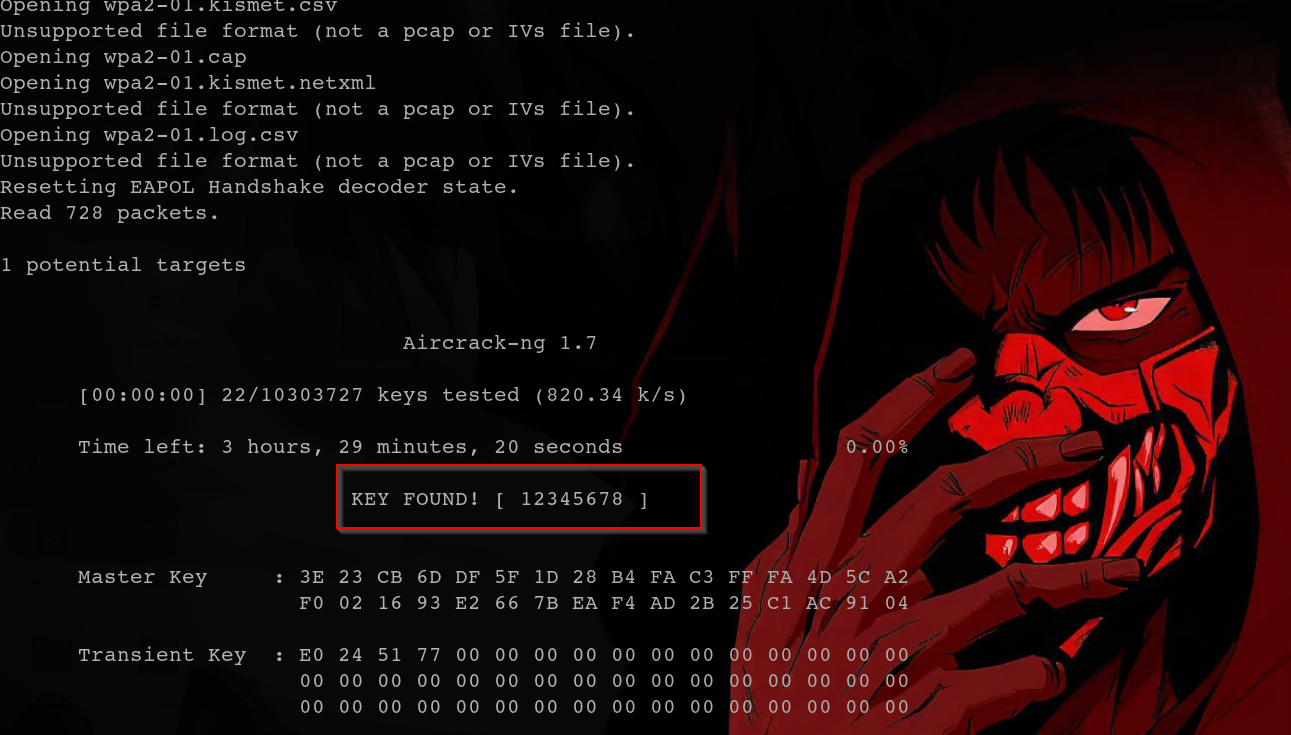 Opening wpa2-01.kismet.csv
Unsupported file format (not a pcap or IVs file).
Opening wpa2-01.cap
Opening wpa2-01.kismet.netxml
Unsupported file format (not a pcap or IVs file).
Opening wpa2-01.log.csv
Unsupported file format (not a pcap or IVs file).
Resetting EAPOL Handshake decoder state.
Read 728 packets.
1 potential targets
Aircrack-ng 1.7
[00:00:00] 22/10303727 keys tested (820.34 k/s)
Time left: 3 hours, 29 minutes, 20 seconds 0.00%
KEY FOUND! [ 12345678 ]
Master Key : 3E 23 CB 6D DF 5F 1D 28 B4 FA C3 FF FA 4D 5C A2
F0 02 16 93 E2 66 7B EA F4 AD 2B 25 C1 AC 91 04
Transient Key : E0 24 51 77 00 00 00 00 00 00 00 00 00 00 00 00
00 00 00 00 00 00 00 00 00 00 00 00 00 00 00 00
00 00 00 00 00 00 00 00 00 00 00 00 00 00 00 00